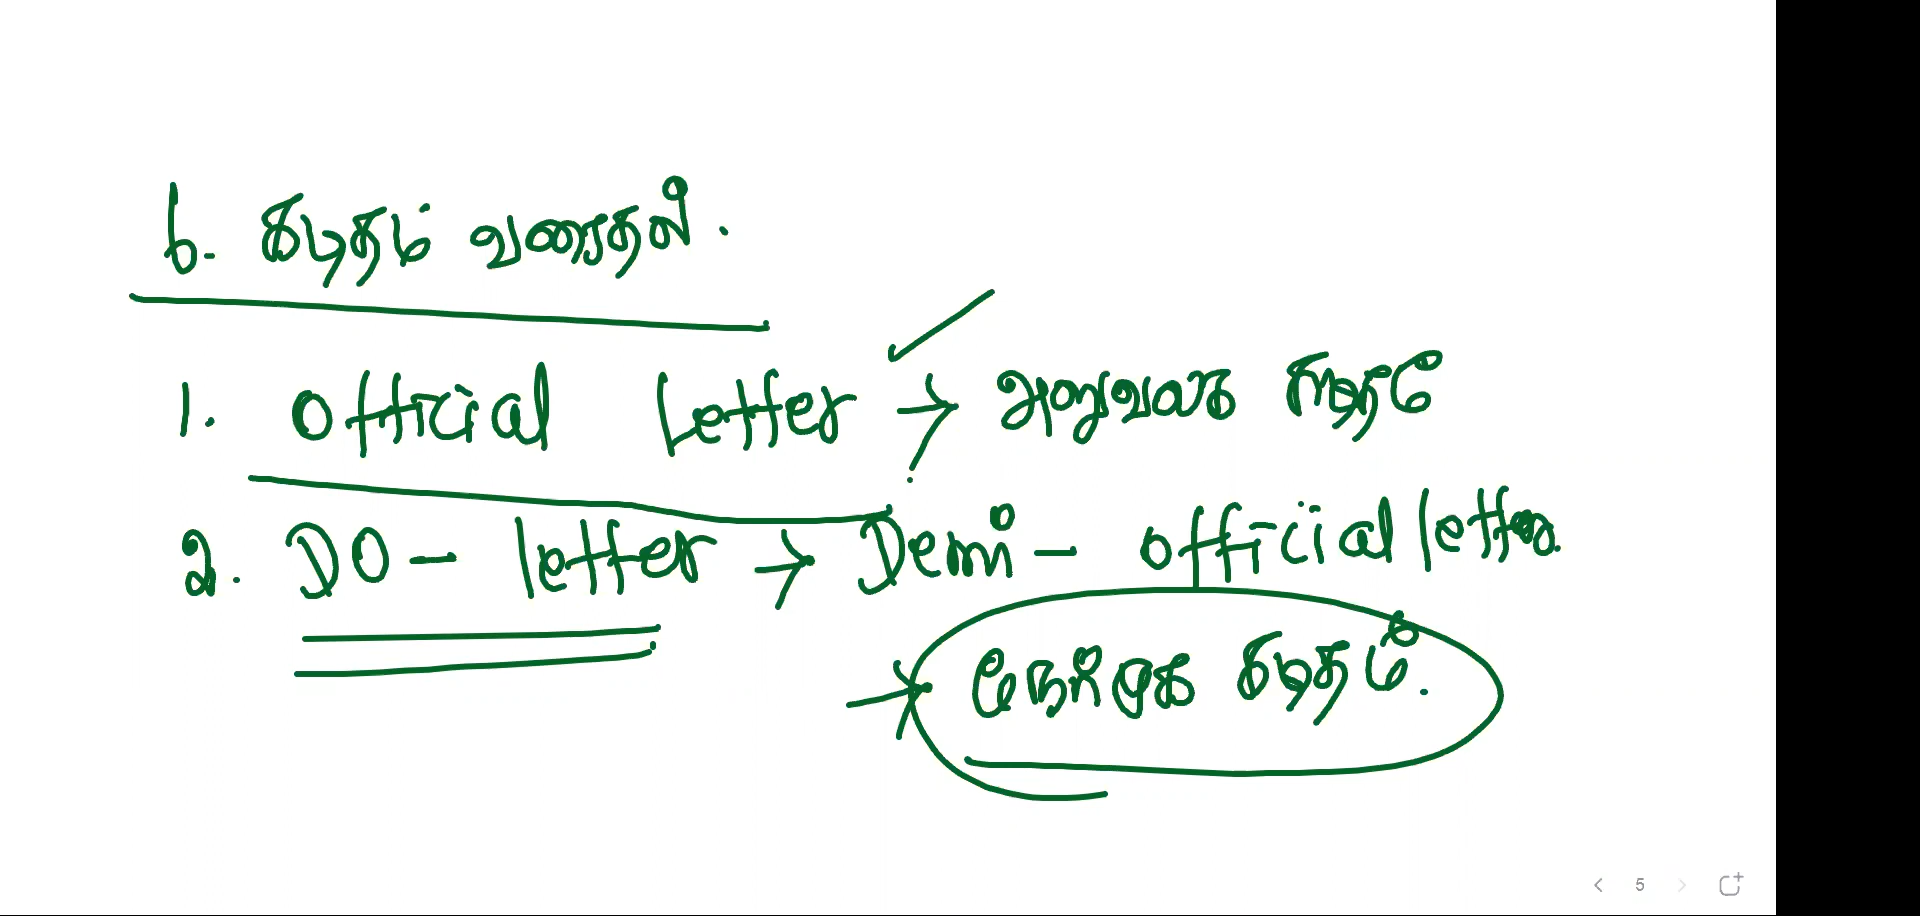 b. கடிதம் வரைதல்.
1. Official Letter → அலுவலக கடிதம்
2. DO - letter → Demi - official letter.
→ நேர்முக கடிதம்.
5